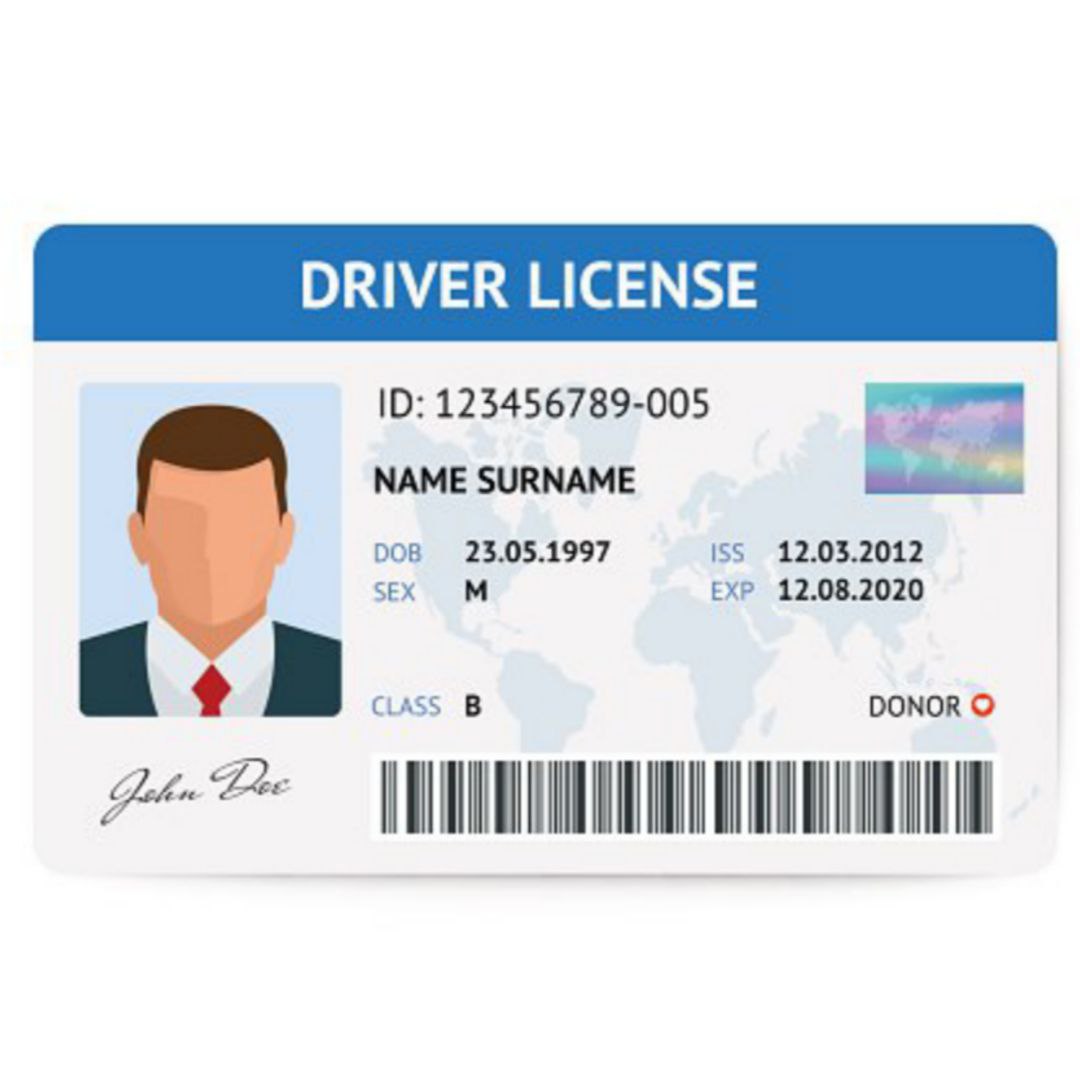 DRIVER LICENSE
ID: 123456789-005
NAME SURNAME
DOB 23.05.1997 ISS 12.03.2012
SEX M EXP 12.08.2020
CLASS B DONOR
John Doe